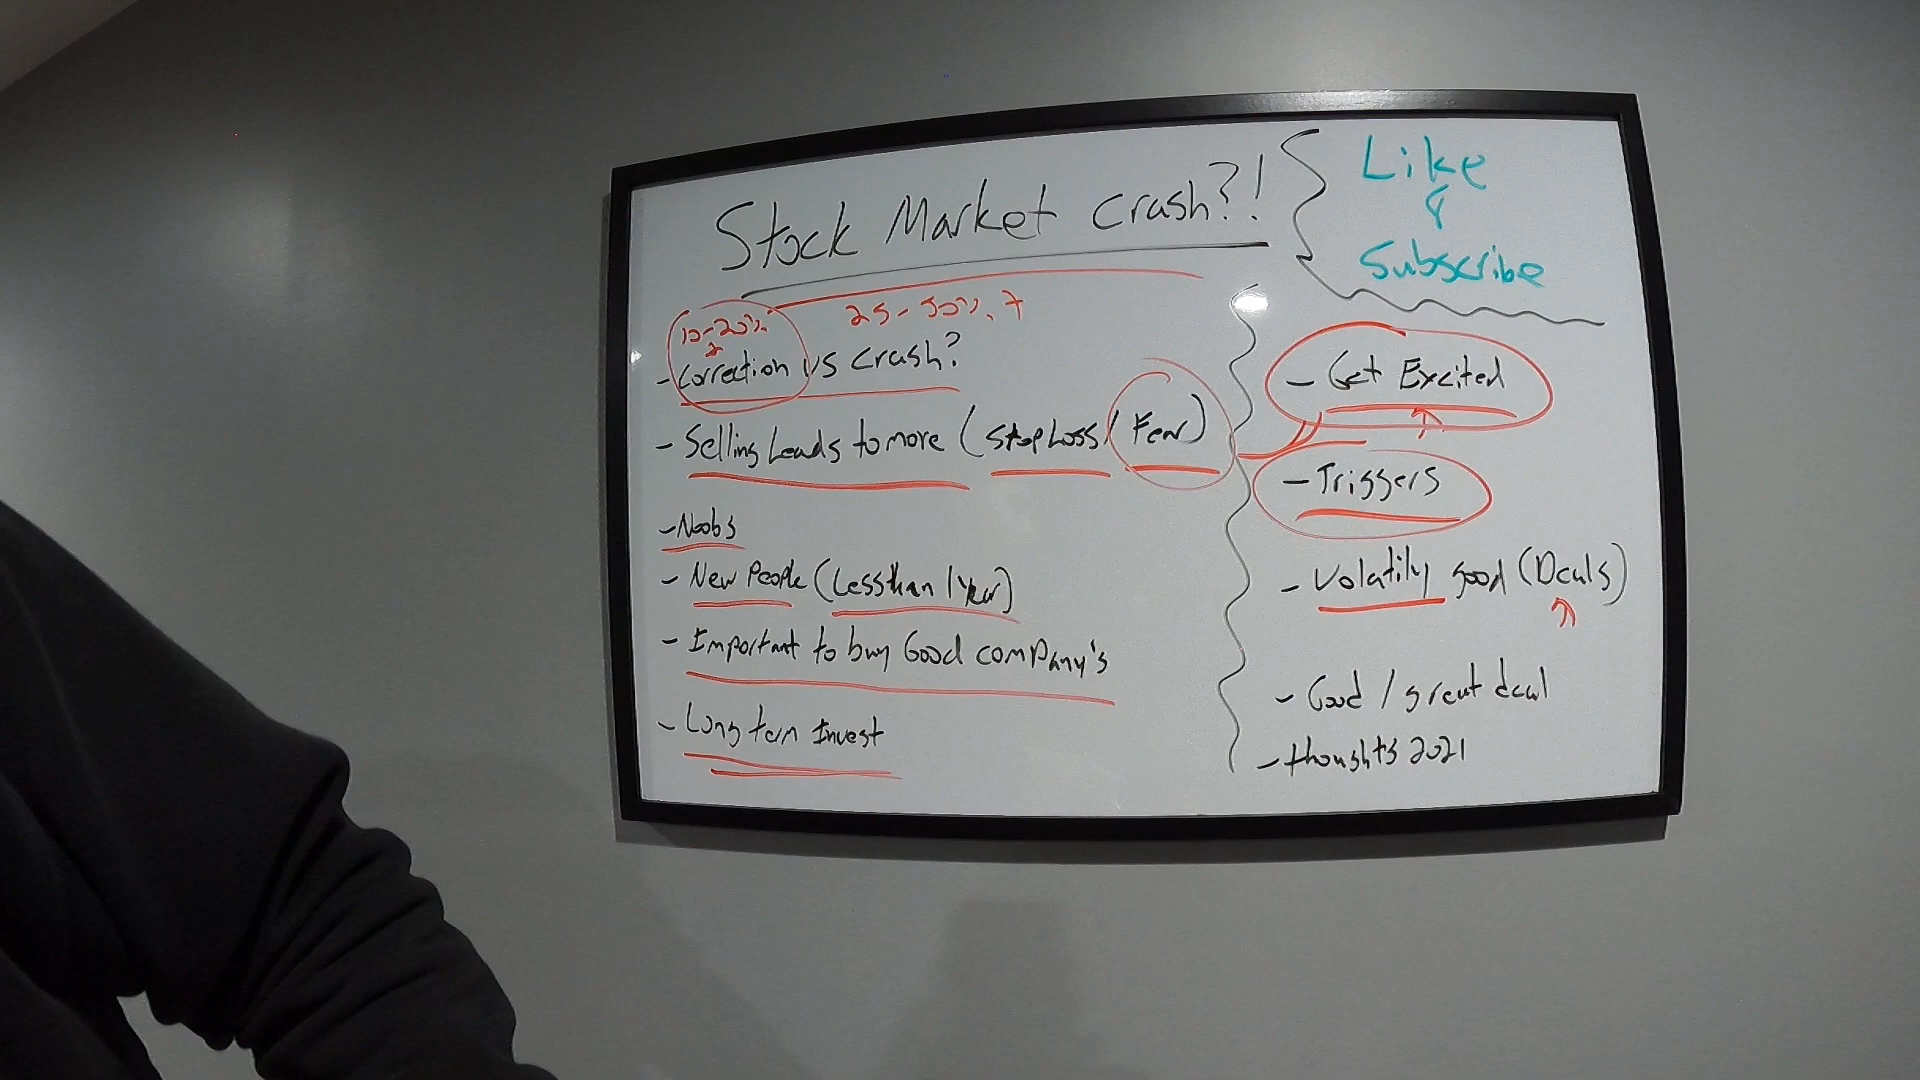 Stock Market crash?!
10-20% 25-50%.+
- Correction vs crash?
- Selling Leads to more (stop Loss / Fear)
- Noobs
- New People (Less than 1 Year)
- Important to buy Good company's
- Long term Invest
Like
&
Subscribe
- Get Excited
- Triggers
- Volatility good (Deals)
- Good / great deal
- thoughts 2021